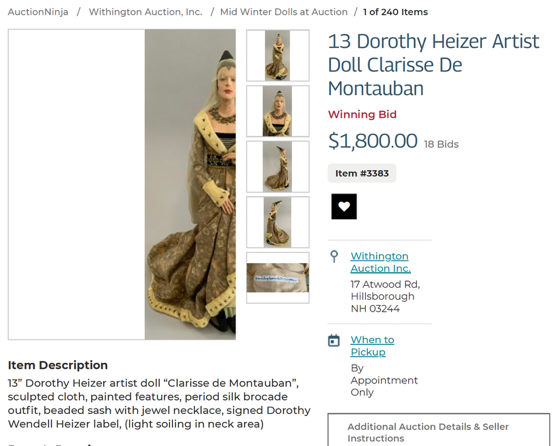 AuctionNinja / Withington Auction, Inc. / Mid Winter Dolls at Auction / 1 of 240 Items
13 Dorothy Heizer Artist
Doll Clarisse De
Montauban
Winning Bid
$1,800.00 18 Bids
Item #3383
Withington
Auction Inc.
17 Atwood Rd,
Hillsborough
NH 03244
When to
Pickup
By
Appointment
Only
Additional Auction Details & Seller
Instructions
Item Description
13” Dorothy Heizer artist doll “Clarisse de Montauban”,
sculpted cloth, painted features, period silk brocade
outfit, beaded sash with jewel necklace, signed Dorothy
Wendell Heizer label, (light soiling in neck area)